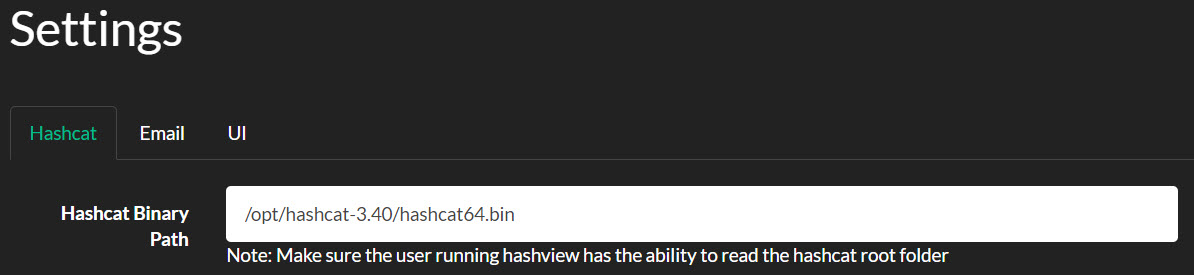 Settings
Hashcat Email UI
Hashcat Binary
Path
/opt/hashcat-3.40/hashcat64.bin
Note: Make sure the user running hashview has the ability to read the hashcat root folder